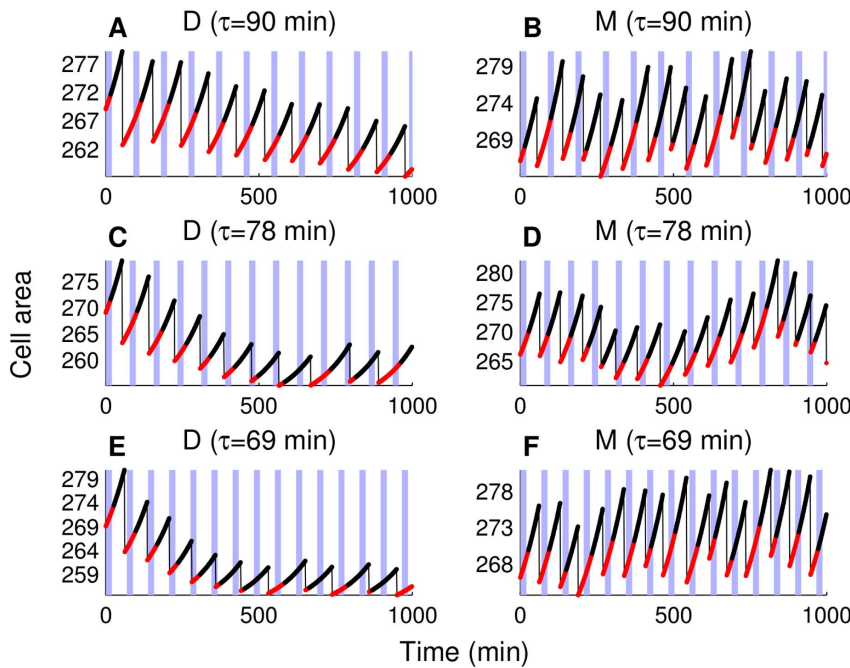 A D (τ=90 min)
277
272
267
262
0 500 1000
B M (τ=90 min)
279
274
269
0 500 1000
C D (τ=78 min)
275
270
265
260
0 500 1000
D M (τ=78 min)
280
275
270
265
0 500 1000
E D (τ=69 min)
279
274
269
264
259
0 500 1000
F M (τ=69 min)
278
273
268
0 500 1000
Cell area
Time (min)